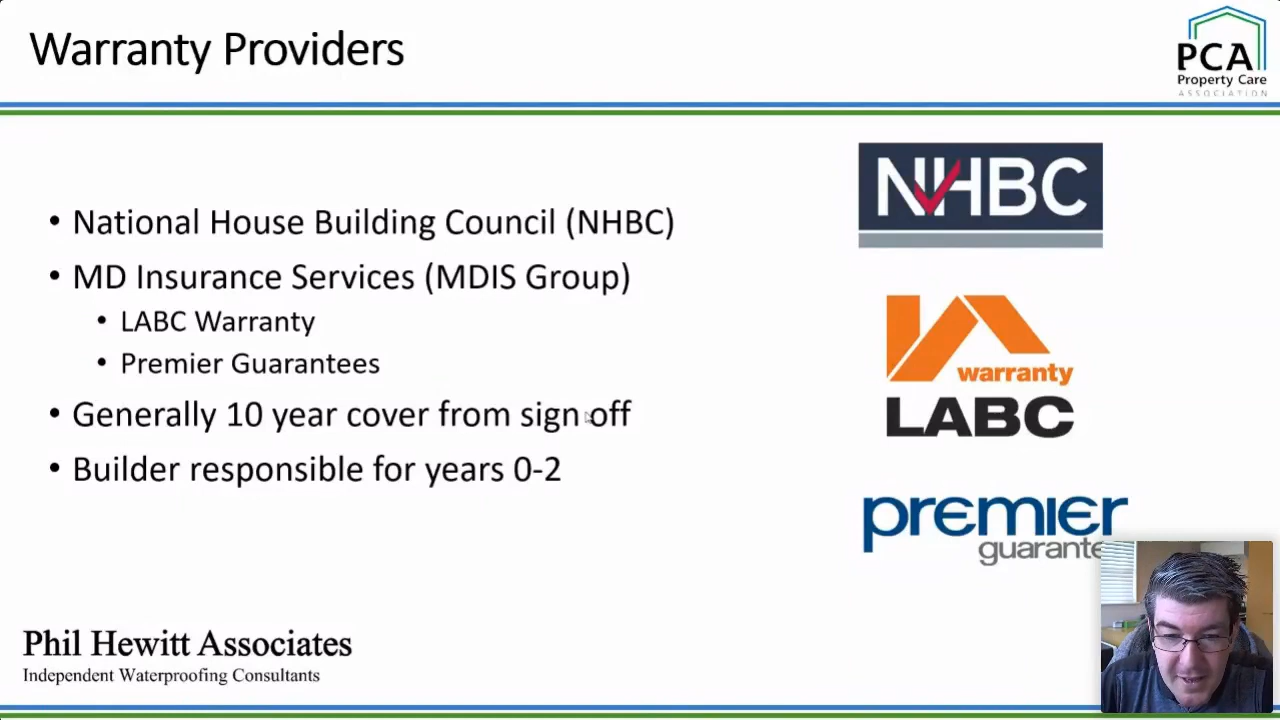 Warranty Providers
PCA
Property Care
ASSOCIATION
• National House Building Council (NHBC)
• MD Insurance Services (MDIS Group)
• LABC Warranty
• Premier Guarantees
• Generally 10 year cover from sign off
• Builder responsible for years 0-2
NHBC
warranty
LABC
premier
guarante
Phil Hewitt Associates
Independent Waterproofing Consultants